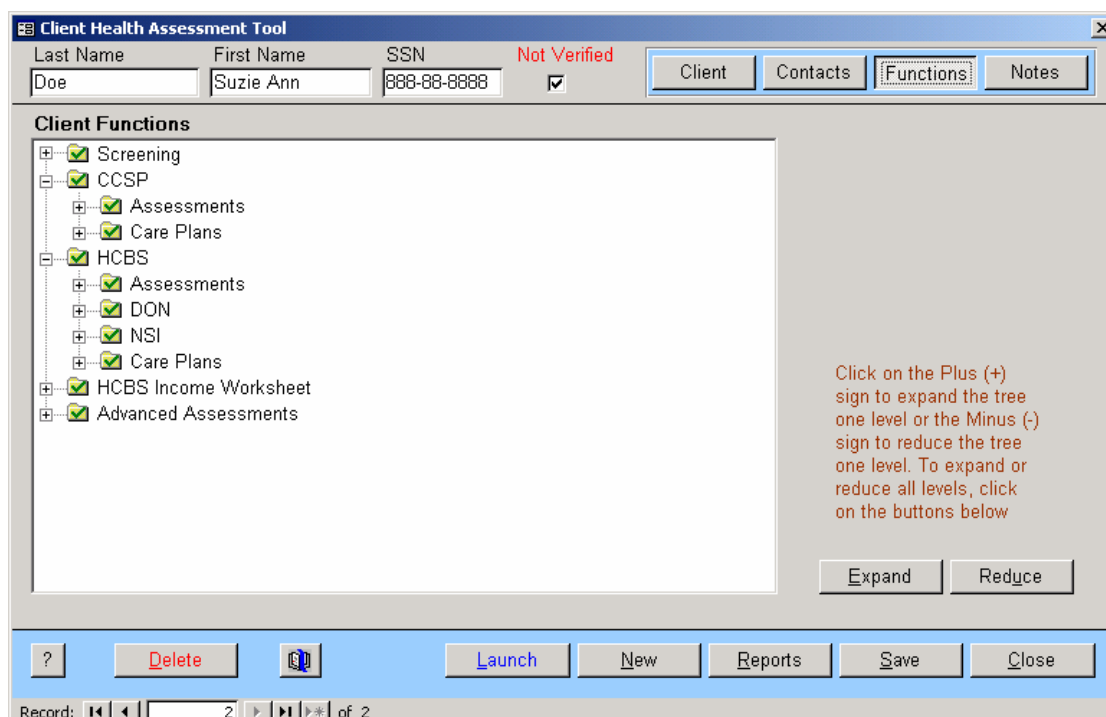 Client Health Assessment Tool
Last Name First Name SSN Not Verified
Doe Suzie Ann 888-88-8888
Client Contacts Functions Notes
Client Functions
Screening
CCSP
Assessments
Care Plans
HCBS
Assessments
DON
NSI
Care Plans
HCBS Income Worksheet
Advanced Assessments
Click on the Plus (+)
sign to expand the tree
one level or the Minus (-)
sign to reduce the tree
one level. To expand or
reduce all levels, click
on the buttons below
Expand Reduce
? Delete Launch New Reports Save Close
Record: 2 of 2